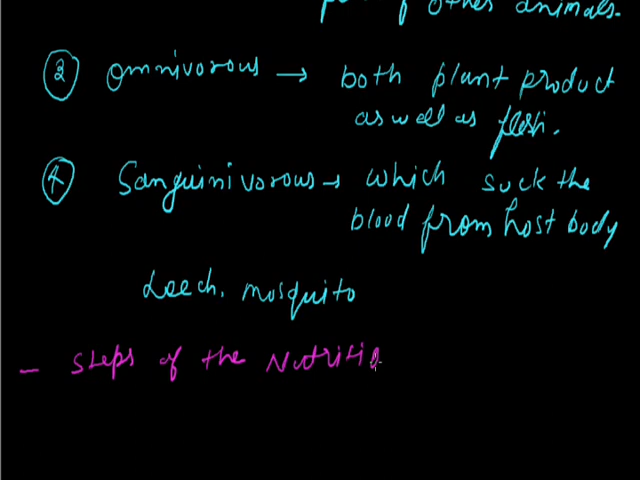 of other animals.
③ Omnivorous → both plant product
as well as flesh.
④ Sanguinivorous → which suck the
blood from host body
Leech, mosquito
- Steps of the Nutritio